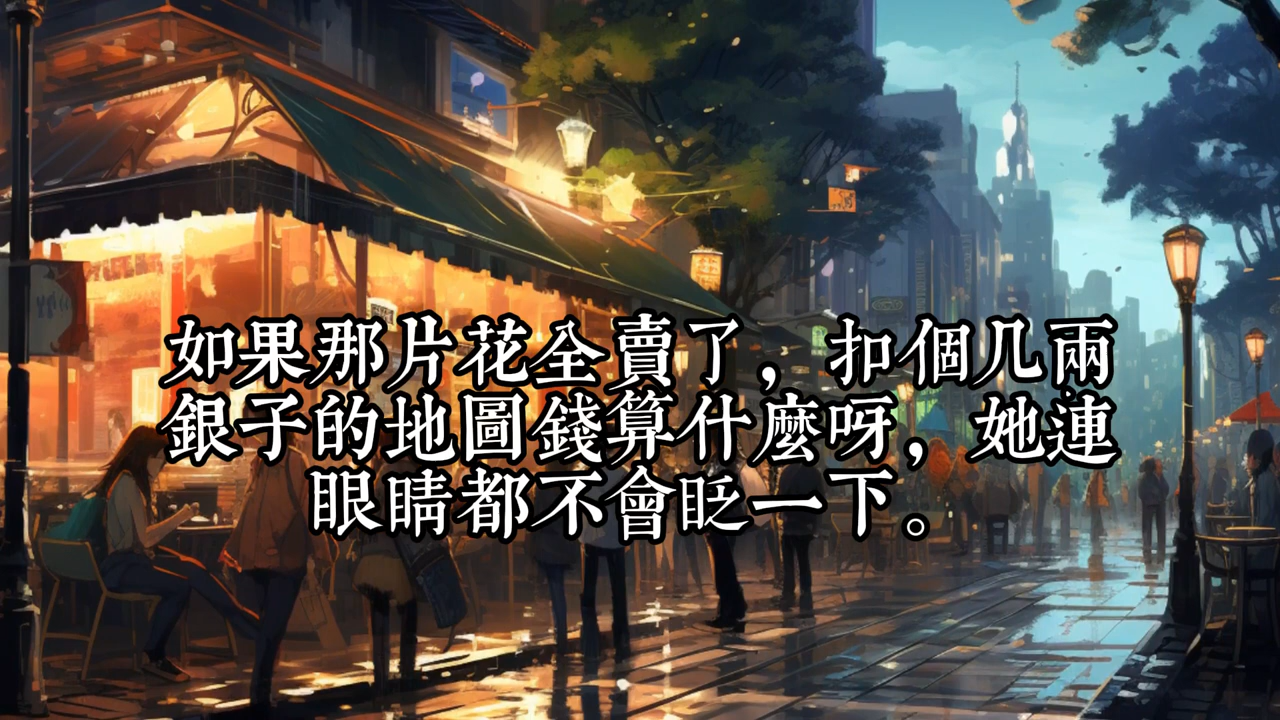 如果那片花全賣了，扣個几兩
銀子的地圖錢算什麼呀，她連
眼睛都不會眨一下。